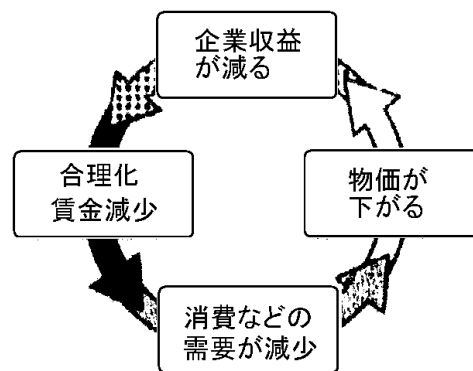 企業収益
が減る
合理化
賃金減少
物価が
下がる
消費などの
需要が減少